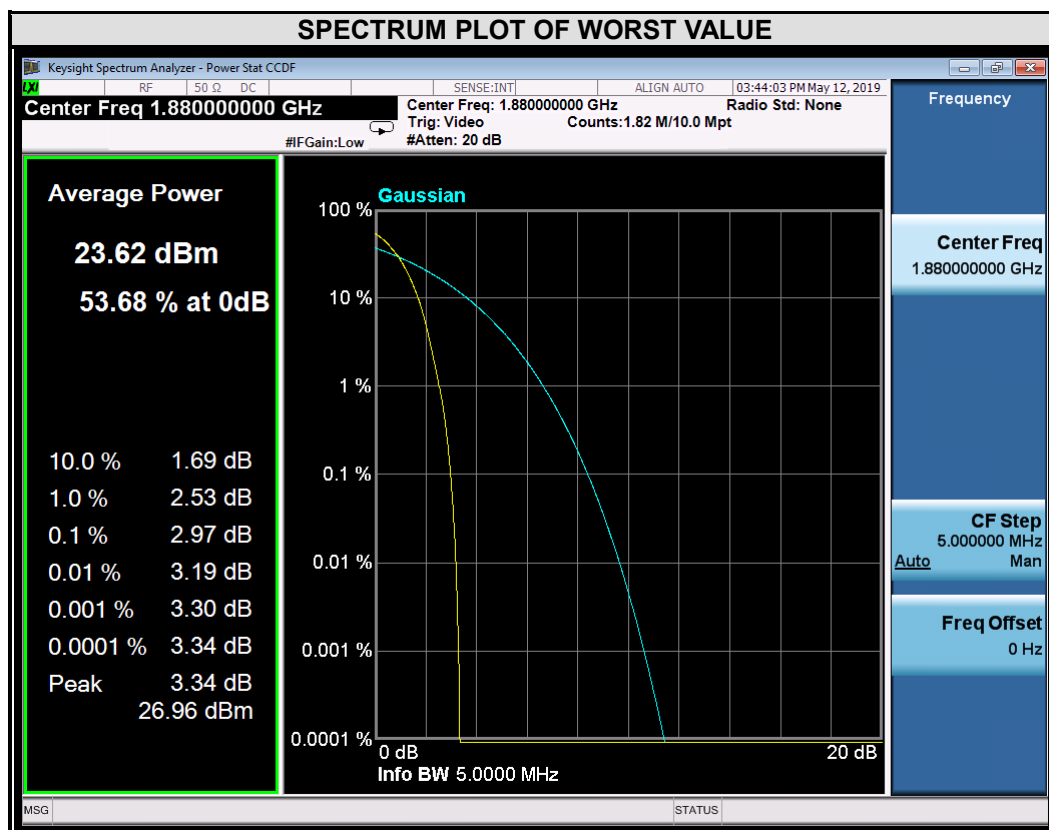 SPECTRUM PLOT OF WORST VALUE
Keysight Spectrum Analyzer - Power Stat CCDF
LXI RF 50 Ω DC SENSE:INT ALIGN AUTO 03:44:03 PM May 12, 2019
Center Freq 1.880000000 GHz
Center Freq: 1.880000000 GHz Radio Std: None
Trig: Video Counts:1.82 M/10.0 Mpt
#IFGain:Low #Atten: 20 dB
Frequency
Average Power
23.62 dBm
53.68 % at 0dB
10.0 % 1.69 dB
1.0 % 2.53 dB
0.1 % 2.97 dB
0.01 % 3.19 dB
0.001 % 3.30 dB
0.0001 % 3.34 dB
Peak 3.34 dB
26.96 dBm
Gaussian
100 %
10 %
1 %
0.1 %
0.01 %
0.001 %
0.0001 %
0 dB 20 dB
Info BW 5.0000 MHz
Center Freq
1.880000000 GHz
CF Step
5.000000 MHz
Auto Man
Freq Offset
0 Hz
MSG STATUS